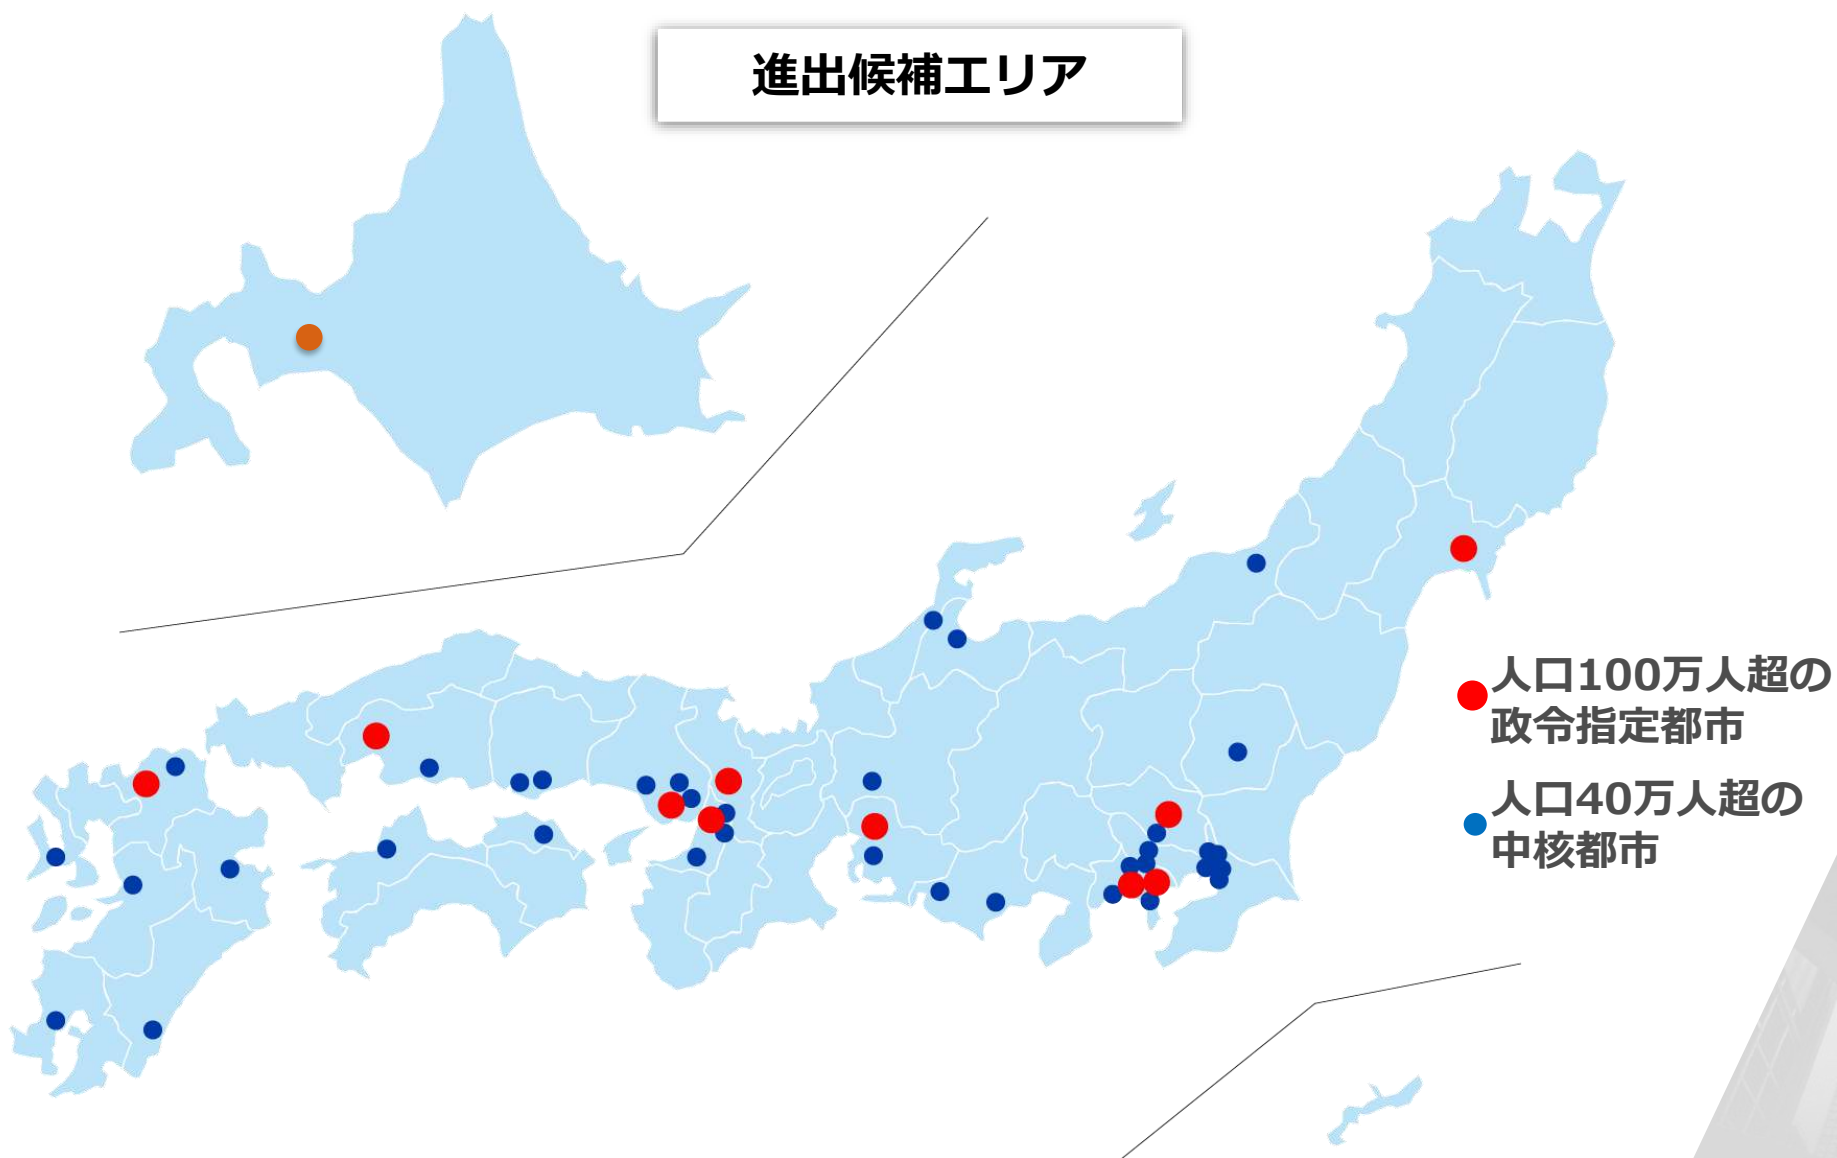 進出候補エリア
人口100万人超の
政令指定都市
人口40万人超の
中核都市